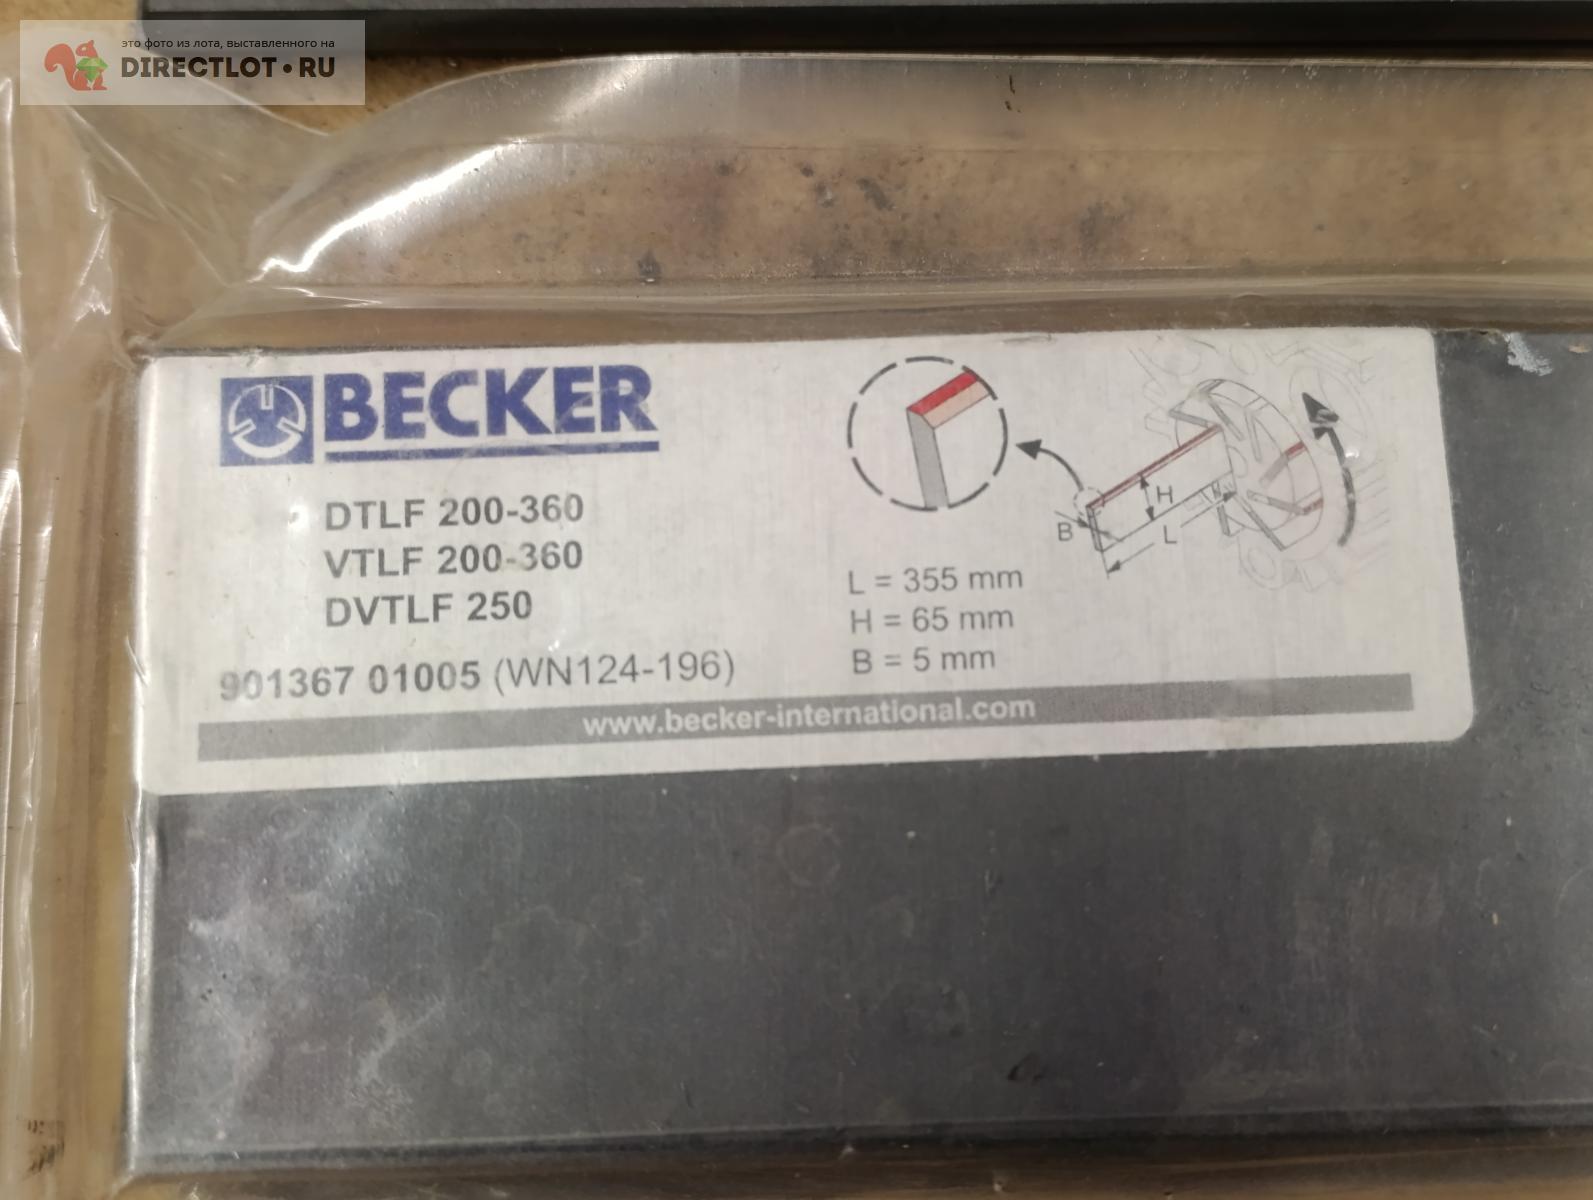 это фото из лота, выставленного на
DIRECTLOT•RU
BECKER
DTLF 200-360
VTLF 200-360
DVTLF 250
901367 01005 (WN124-196)
H
B
L
L = 355 mm
H = 65 mm
B = 5 mm
www.becker-international.com